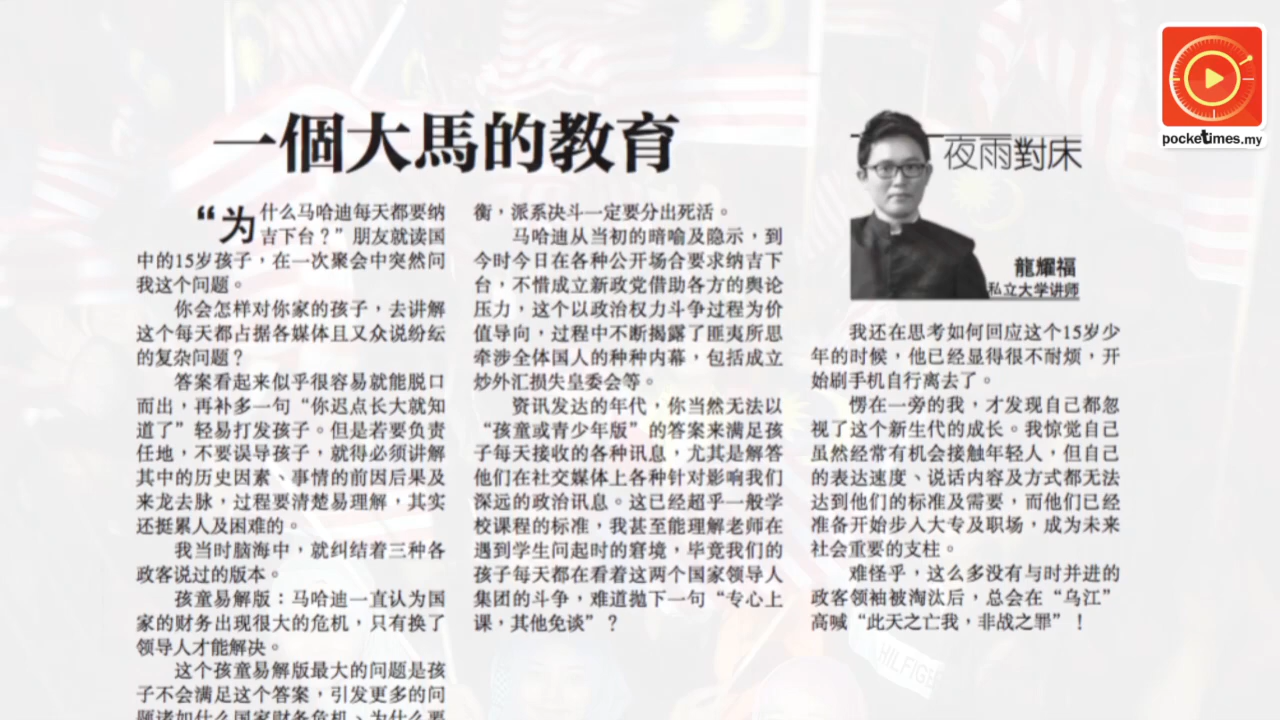 一個大馬的教育
“为什么马哈迪每天都要纳
吉下台？”朋友就读国
中的15岁孩子，在一次聚会中突然问
我这个问题。
你会怎样对你家的孩子，去讲解
这个每天都占据各媒体且又众说纷纭
的复杂问题？
答案看起来似乎很容易就能脱口
而出，再补多一句“你迟点长大就知
道了”轻易打发孩子。但是若要负责
任地，不要误导孩子，就得必须讲解
其中的历史因素、事情的前因后果及
来龙去脉，过程要清楚易理解，其实
还挺累人及困难的。
我当时脑海中，就纠结着三种各
政客说过的版本。
孩童易解版：马哈迪一直认为国
家的财务出现很大的危机，只有换了
领导人才能解决。
这个孩童易解版最大的问题是孩
子不会满足这个答案，引发更多的问
题诸如什么国家财务危机、为什么要
衡，派系决斗一定要分出死活。
马哈迪从当初的暗喻及隐示，到
今时今日在各种公开场合要求纳吉下
台，不惜成立新政党借助各方的舆论
压力，这个以政治权力斗争过程为价
值导向，过程中不断揭露了匪夷所思
牵涉全体国人的种种内幕，包括成立
炒外汇损失皇委会等。
资讯发达的年代，你当然无法以
“孩童或青少年版”的答案来满足孩
子每天接收的各种讯息，尤其是解答
他们在社交媒体上各种针对影响我们
深远的政治讯息。这已经超乎一般学
校课程的标准，我甚至能理解老师在
遇到学生问起时的窘境，毕竟我们的
孩子每天都在看着这两个国家领导人
集团的斗争，难道抛下一句“专心上
课，其他免谈”？
夜雨對床
龍耀福
私立大学讲师
我还在思考如何回应这个15岁少
年的时候，他已经显得很不耐烦，开
始刷手机自行离去了。
愣在一旁的我，才发现自己都忽
视了这个新生代的成长。我惊觉自己
虽然经常有机会接触年轻人，但自己
的表达速度、说话内容及方式都无法
达到他们的标准及需要，而他们已经
准备开始步入大专及职场，成为未来
社会重要的支柱。
难怪乎，这么多没有与时并进的
政客领袖被淘汰后，总会在“乌江”
高喊“此天之亡我，非战之罪”！
pocketimes.my
HILFIGE